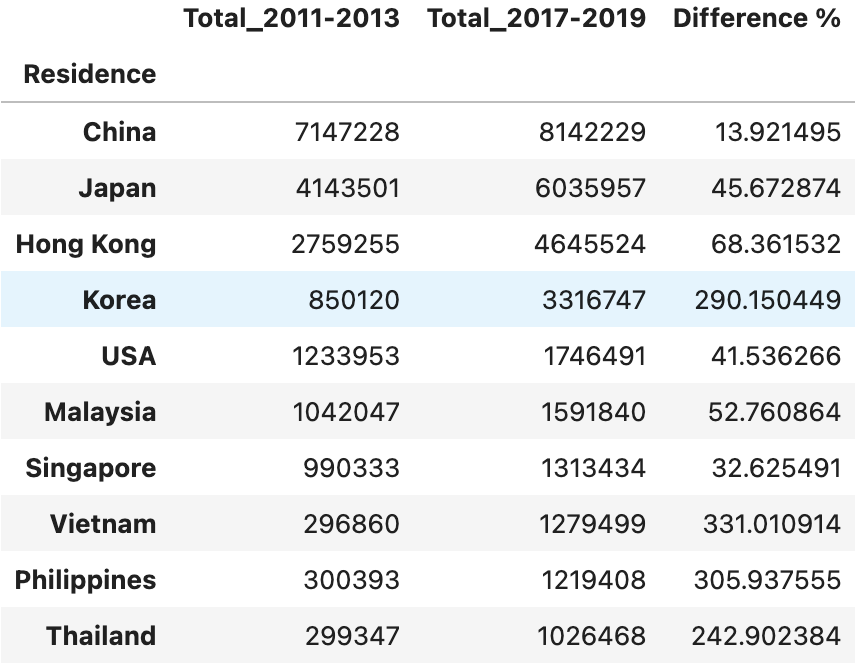 Total_2011-2013 Total_2017-2019 Difference %
Residence
China 7147228 8142229 13.921495
Japan 4143501 6035957 45.672874
Hong Kong 2759255 4645524 68.361532
Korea 850120 3316747 290.150449
USA 1233953 1746491 41.536266
Malaysia 1042047 1591840 52.760864
Singapore 990333 1313434 32.625491
Vietnam 296860 1279499 331.010914
Philippines 300393 1219408 305.937555
Thailand 299347 1026468 242.902384